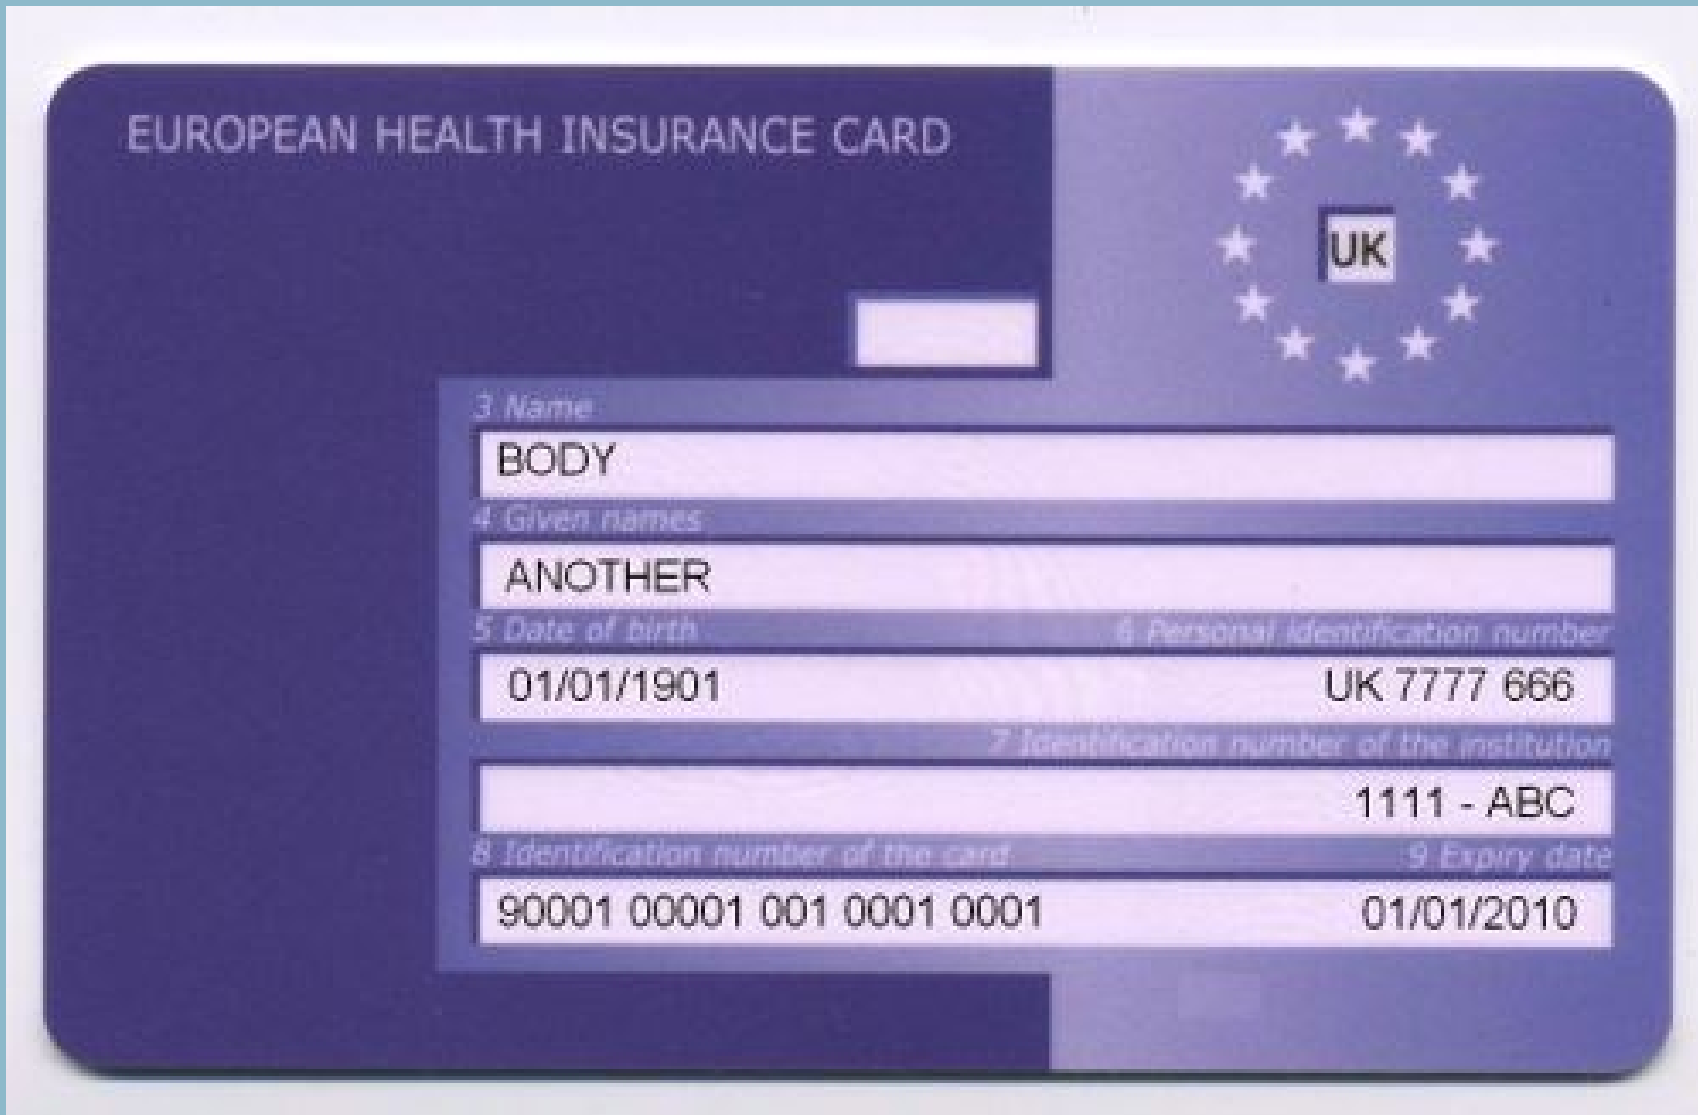 EUROPEAN HEALTH INSURANCE CARD
UK
3 Name
BODY
4 Given names
ANOTHER
5 Date of birth 6 Personal identification number
01/01/1901 UK 7777 666
7 Identification number of the institution
1111 - ABC
8 Identification number of the card 9 Expiry date
90001 00001 001 0001 0001 01/01/2010